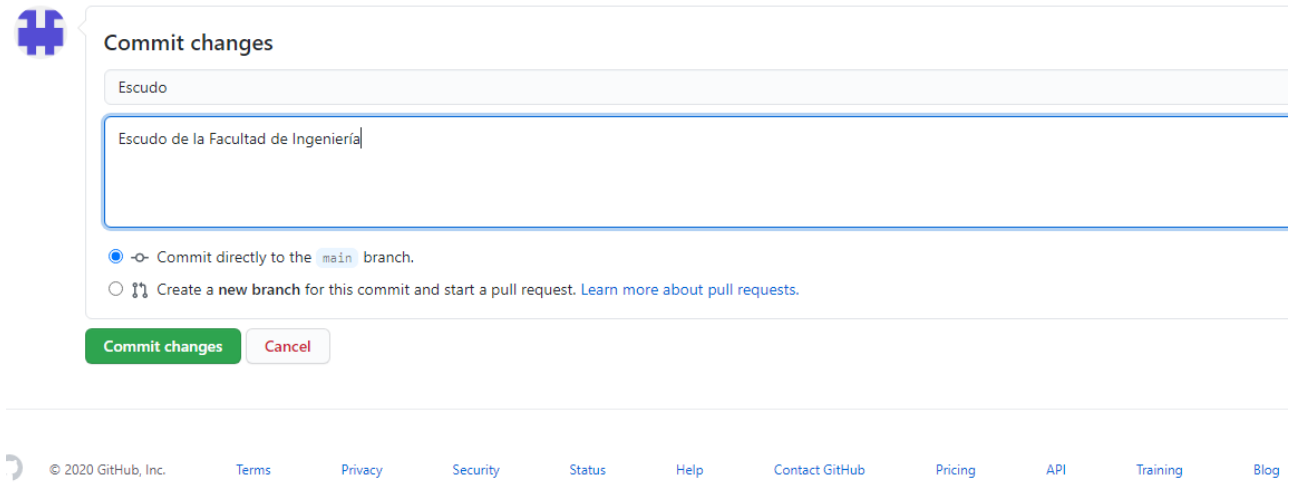 Commit changes
Escudo
Escudo de la Facultad de Ingeniería
Commit directly to the main branch.
Create a new branch for this commit and start a pull request. Learn more about pull requests.
Commit changes Cancel
© 2020 GitHub, Inc. Terms Privacy Security Status Help Contact GitHub Pricing API Training Blog